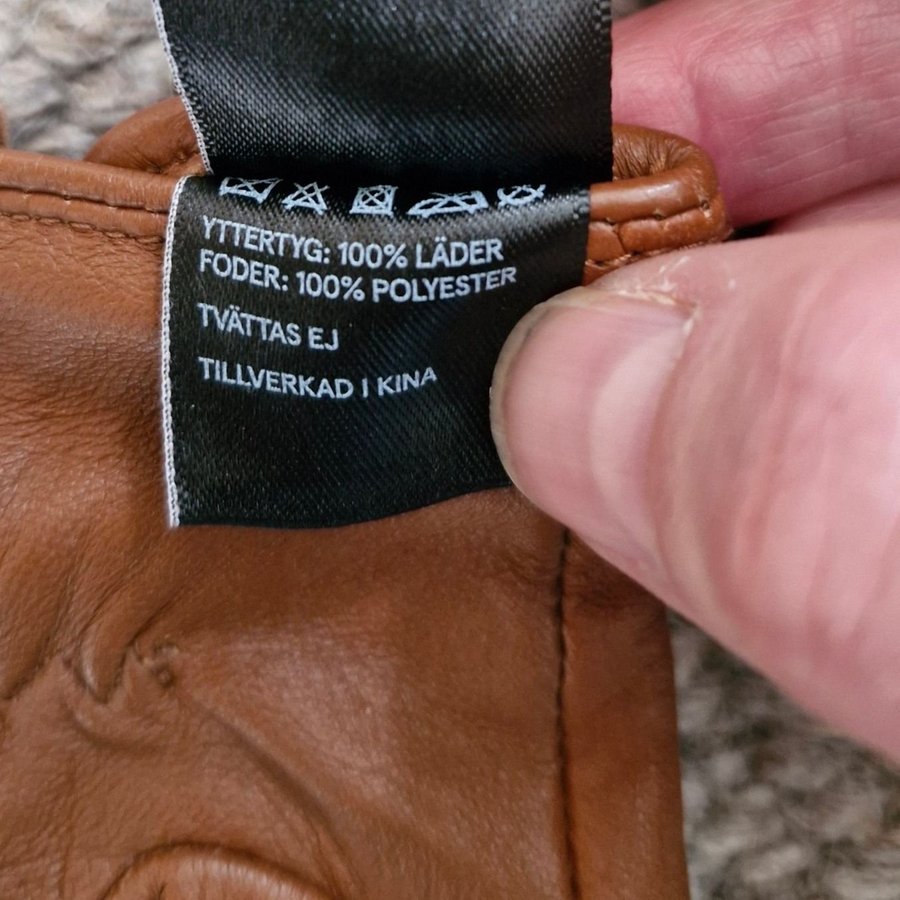 YTTERTYG: 100% LÄDER
FODER: 100% POLYESTER
TVÄTTAS EJ
TILLVERKAD I KINA